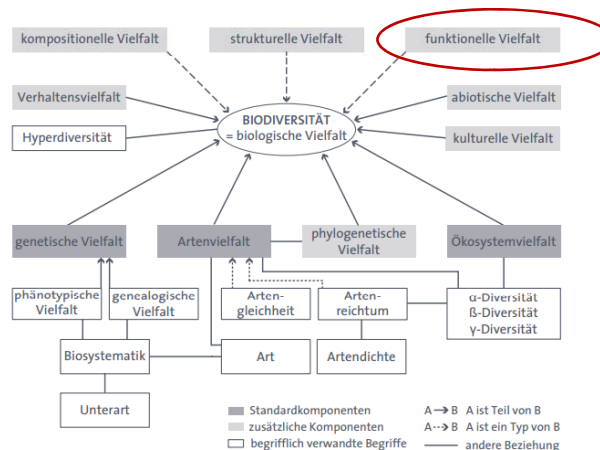 kompositionelle Vielfalt
strukturelle Vielfalt
funktionelle Vielfalt
Verhaltensvielfalt
BIODIVERSITÄT
= biologische Vielfalt
abiotische Vielfalt
Hyperdiversität
kulturelle Vielfalt
genetische Vielfalt
Artenvielfalt
phylogenetische
Vielfalt
Ökosystemvielfalt
phänotypische
Vielfalt
genealogische
Vielfalt
Arten-
gleichheit
Arten-
reichtum
α-Diversität
ß-Diversität
γ-Diversität
Biosystematik
Art
Artendichte
Unterart
Standardkomponenten
zusätzliche Komponenten
begrifflich verwandte Begriffe
A B A ist Teil von B
A B A ist ein Typ von B
andere Beziehung